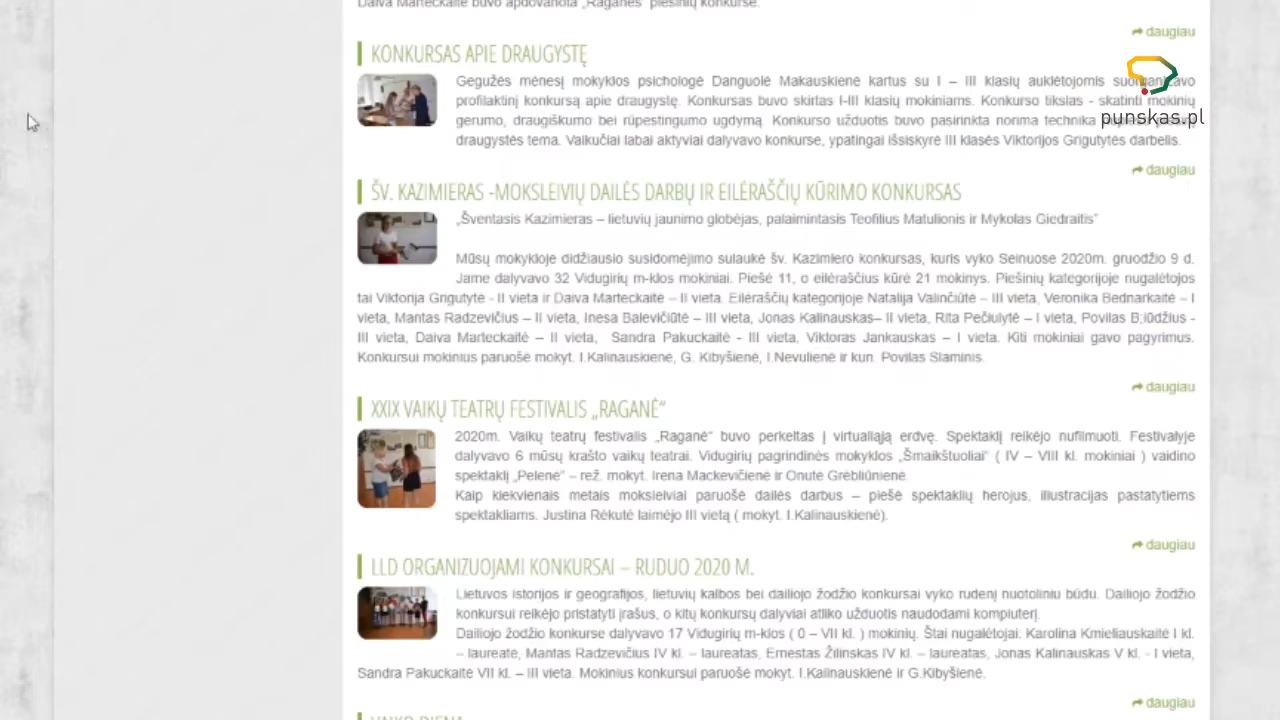 Daiva Marteckaitė buvo apdovanota „Raganės“ piešinių konkurse.
daugiau
KONKURSAS APIE DRAUGYSTĘ
Gegužės mėnesį mokyklos psichologė Danguolė Makauskienė kartus su I – III klasių auklėtojomis suorganizavo
profilaktinį konkursą apie draugystę. Konkursas buvo skirtas I-III klasių mokiniams. Konkurso tikslas - skatinti mokinių
gerumo, draugiškumo bei rūpestingumo ugdymą. Konkurso užduotis buvo pasirinkta norima technika
draugystės tema. Vaikučiai labai aktyviai dalyvavo konkurse, ypatingai išsiskyrė III klasės Viktorijos Grigutytės darbelis.
punskas.pl
daugiau
ŠV. KAZIMIERAS -MOKSLEIVIŲ DAILĖS DARBŲ IR EILĖRAŠČIŲ KŪRIMO KONKURSAS
„Šventasis Kazimieras – lietuvių jaunimo globėjas, palaimintasis Teofilius Matulionis ir Mykolas Giedraitis“
Mūsų mokykloje didžiausio susidomėjimo sulaukė šv. Kazimiero konkursas, kuris vyko Seinuose 2020m. gruodžio 9 d.
Jame dalyvavo 32 Vidugirių m-klos mokiniai. Piešė 11, o eilėraščius kūrė 21 mokinys. Piešinių kategorijoje nugalėtojos
tai Viktorija Grigutytė - II vieta ir Daiva Marteckaitė – II vieta. Eilėraščių kategorijoje Natalija Valinčiūtė – III vieta, Veronika Bednarkaitė – I
vieta, Mantas Radzevičius – II vieta, Inesa Balevičiūtė – III vieta, Jonas Kalinauskas– II vieta, Rita Pečiulytė – I vieta, Povilas B;iūdžius -
III vieta, Daiva Marteckaitė – II vieta, Sandra Pakuckaitė - III vieta, Viktoras Jankauskas – I vieta. Kiti mokiniai gavo pagyrimus.
Konkursui mokinius paruošė mokyt. I.Kalinauskienė, G. Kibyšienė, I.Nevulienė ir kun. Povilas Slaminis.
daugiau
XXIX VAIKŲ TEATRŲ FESTIVALIS „RAGANĖ“
2020m. Vaikų teatrų festivalis „Raganė“ buvo perkeltas į virtualiąją erdvę. Spektaklį reikėjo nufilmuoti. Festivalyje
dalyvavo 6 mūsų krašto vaikų teatrai. Vidugirių pagrindinės mokyklos „Šmaikštuoliai“ ( IV – VIII kl. mokiniai ) vaidino
spektaklį „Pelenė“ – rež. mokyt. Irena Mackevičienė ir Onutė Grėbliūnienė
Kaip kiekvienais metais moksleiviai paruošė dailės darbus – piešė spektaklių herojus, iliustracijas pastatytiems
spektakliams. Justina Rėkutė laimėjo III vietą ( mokyt. I.Kalinauskienė).
daugiau
LLD ORGANIZUOJAMI KONKURSAI – RUDUO 2020 M.
Lietuvos istorijos ir geografijos, lietuvių kalbos bei dailiojo žodžio konkursai vyko rudenį nuotoliniu būdu. Dailiojo žodžio
konkursui reikėjo pristatyti įrašus, o kitų konkursų dalyviai atliko užduotis naudodami kompiuterį.
Dailiojo žodžio konkurse dalyvavo 17 Vidugirių m-klos ( 0 – VII kl. ) mokinių. Štai nugalėtojai: Karolina Kmieliauskaitė I kl.
– laureatė, Mantas Radzevičius IV kl. – laureatas, Ernestas Žilinskas IV kl. – laureatas, Jonas Kalinauskas V kl. - I vieta,
Sandra Pakuckaitė VII kl. – III vieta. Mokinius konkursui paruošė mokyt. I.Kalinauskienė ir G.Kibyšienė.
daugiau
VAIKO DIENA